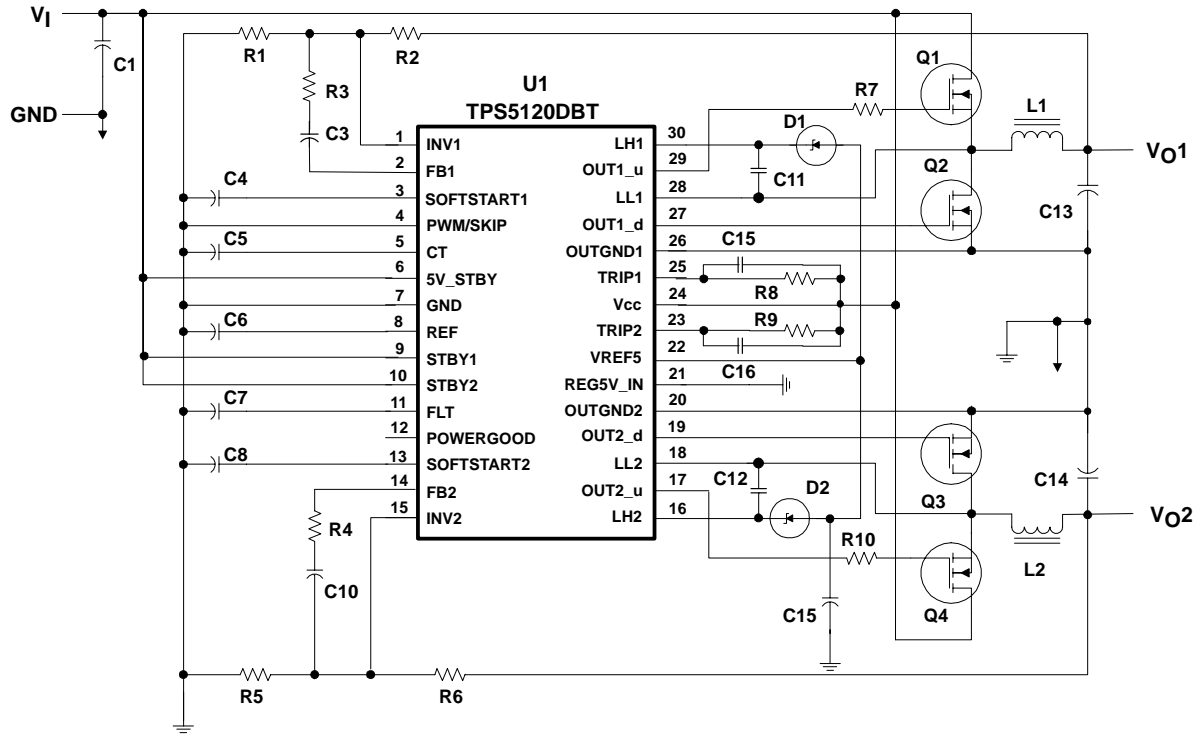 VI
C1
GND
R1
R2
R3
C3
U1
TPS5120DBT
1 INV1
2 FB1
3 SOFTSTART1
4 PWM/SKIP
5 CT
6 5V_STBY
7 GND
8 REF
9 STBY1
10 STBY2
11 FLT
12 POWERGOOD
13 SOFTSTART2
14 FB2
15 INV2
LH1 30
OUT1_u 29
LL1 28
OUT1_d 27
OUTGND1 26
TRIP1 25
Vcc 24
TRIP2 23
VREF5 22
REG5V_IN 21
OUTGND2 20
OUT2_d 19
LL2 18
OUT2_u 17
LH2 16
C4
C5
C6
C7
C8
R4
C10
R5
R6
D1
C11
R7
Q1
Q2
L1
VO1
C13
C15
R8
R9
C16
C12
D2
R10
C15
Q3
Q4
C14
L2
VO2